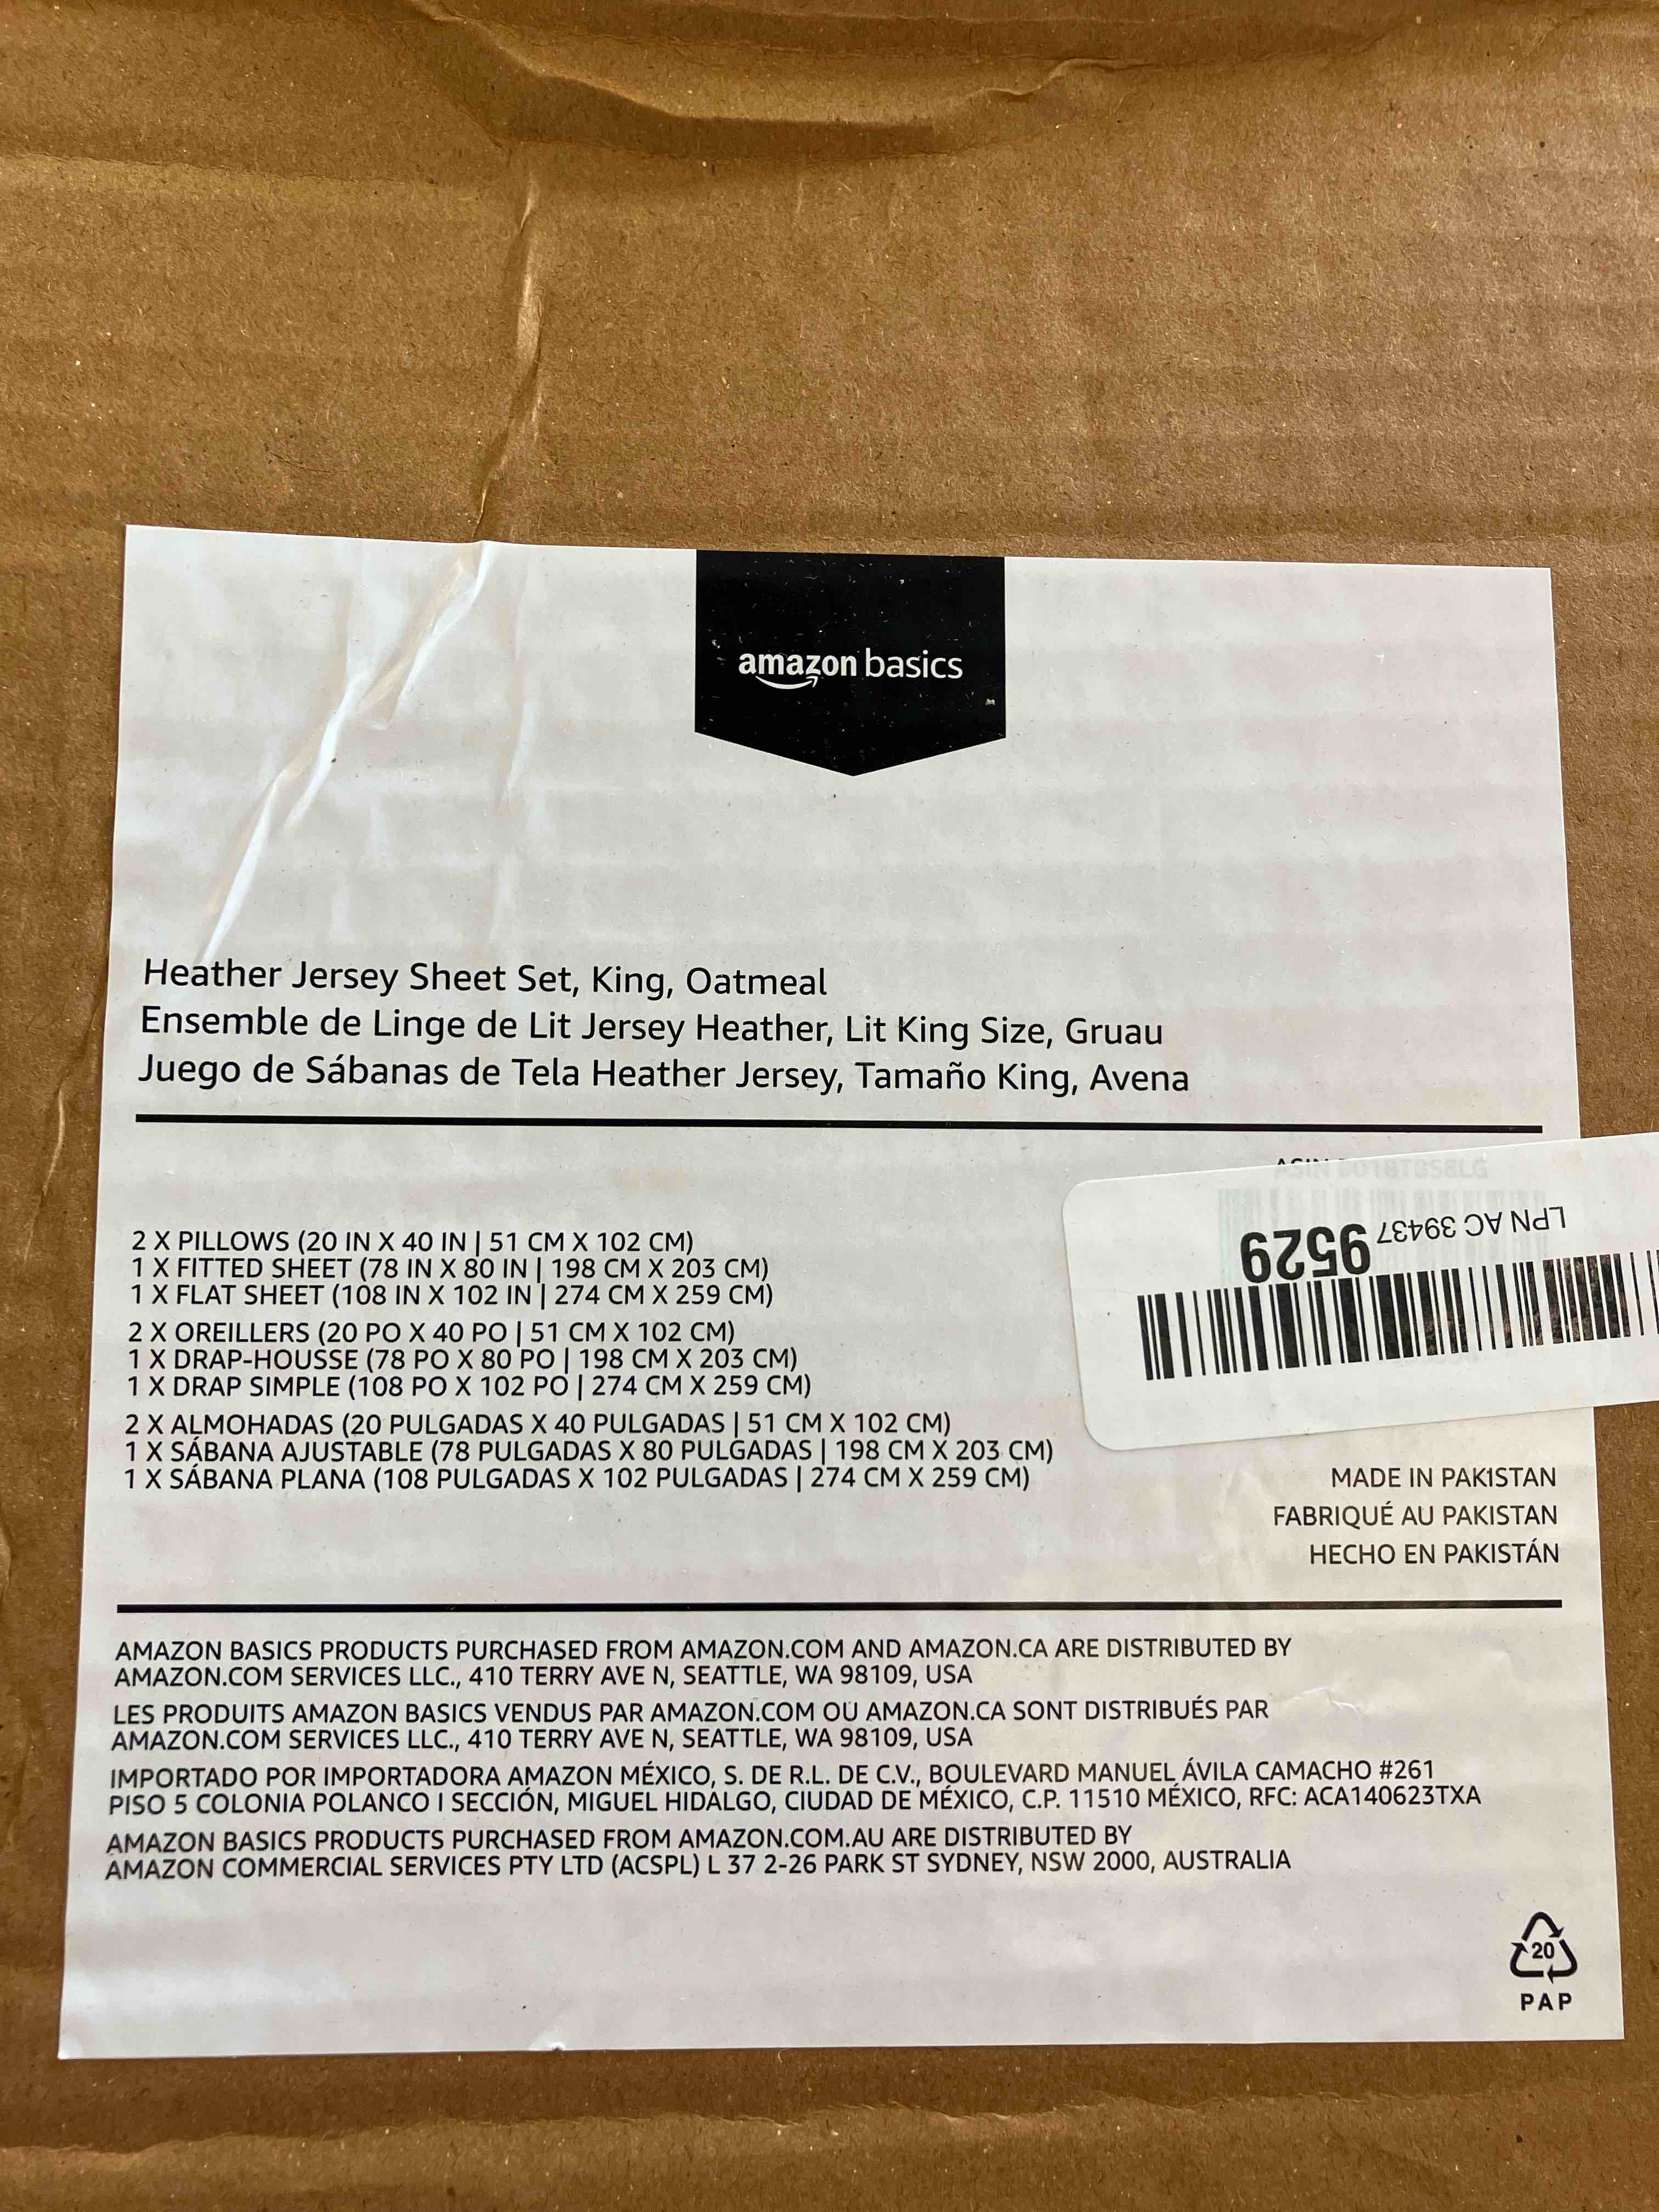 amazon basics
Heather Jersey Sheet Set, King, Oatmeal
Ensemble de Linge de Lit Jersey Heather, Lit King Size, Gruau
Juego de Sábanas de Tela Heather Jersey, Tamaño King, Avena
ASIN
LPN AC 39437
9529
2 X PILLOWS (20 IN X 40 IN | 51 CM X 102 CM)
1 X FITTED SHEET (78 IN X 80 IN | 198 CM X 203 CM)
1 X FLAT SHEET (108 IN X 102 IN | 274 CM X 259 CM)
2 X OREILLERS (20 PO X 40 PO | 51 CM X 102 CM)
1 X DRAP-HOUSSE (78 PO X 80 PO | 198 CM X 203 CM)
1 X DRAP SIMPLE (108 PO X 102 PO | 274 CM X 259 CM)
2 X ALMOHADAS (20 PULGADAS X 40 PULGADAS | 51 CM X 102 CM)
1 X SÁBANA AJUSTABLE (78 PULGADAS X 80 PULGADAS | 198 CM X 203 CM)
1 X SÁBANA PLANA (108 PULGADAS X 102 PULGADAS | 274 CM X 259 CM)
MADE IN PAKISTAN
FABRIQUÉ AU PAKISTAN
HECHO EN PAKISTÁN
AMAZON BASICS PRODUCTS PURCHASED FROM AMAZON.COM AND AMAZON.CA ARE DISTRIBUTED BY
AMAZON.COM SERVICES LLC., 410 TERRY AVE N, SEATTLE, WA 98109, USA
LES PRODUITS AMAZON BASICS VENDUS PAR AMAZON.COM OU AMAZON.CA SONT DISTRIBUÉS PAR
AMAZON.COM SERVICES LLC., 410 TERRY AVE N, SEATTLE, WA 98109, USA
IMPORTADO POR IMPORTADORA AMAZON MÉXICO, S. DE R.L. DE C.V., BOULEVARD MANUEL ÁVILA CAMACHO #261
PISO 5 COLONIA POLANCO I SECCIÓN, MIGUEL HIDALGO, CIUDAD DE MÉXICO, C.P. 11510 MÉXICO, RFC: ACA140623TXA
AMAZON BASICS PRODUCTS PURCHASED FROM AMAZON.COM.AU ARE DISTRIBUTED BY
AMAZON COMMERCIAL SERVICES PTY LTD (ACSPL) L 37 2-26 PARK ST SYDNEY, NSW 2000, AUSTRALIA
20
PAP